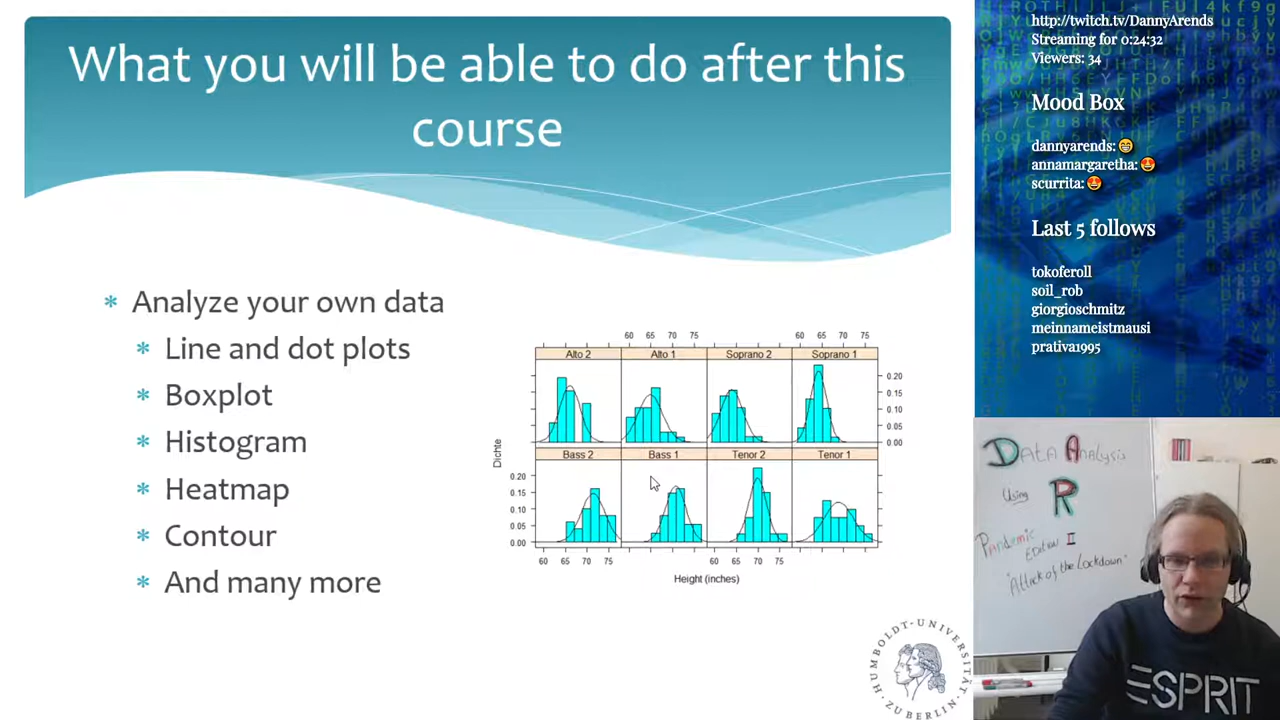 What you will be able to do after this
course
* Analyze your own data
* Line and dot plots
* Boxplot
* Histogram
* Heatmap
* Contour
* And many more
60 65 70 75
60 65 70 75
Alto 2
Alto 1
Soprano 2
Soprano 1
0.20
0.15
0.10
0.05
0.00
Dichte
Bass 2
Bass 1
Tenor 2
Tenor 1
0.20
0.15
0.10
0.05
0.00
60 65 70 75
60 65 70 75
Height (inches)
HUMBOLDT-UNIVERSITÄT
ZU BERLIN
http://twitch.tv/DannyArends
Streaming for 0:24:32
Viewers: 34
Mood Box
dannyarends: 😁
annamargaretha: 😍
scurrita: 😍
Last 5 follows
tokoferoll
soil_rob
giorgioschmitz
meinnameistmausi
prativa1995
Data Analysis
Using R
Pandemic
Edition II
"Attack of the Lockdown"
ESPRIT